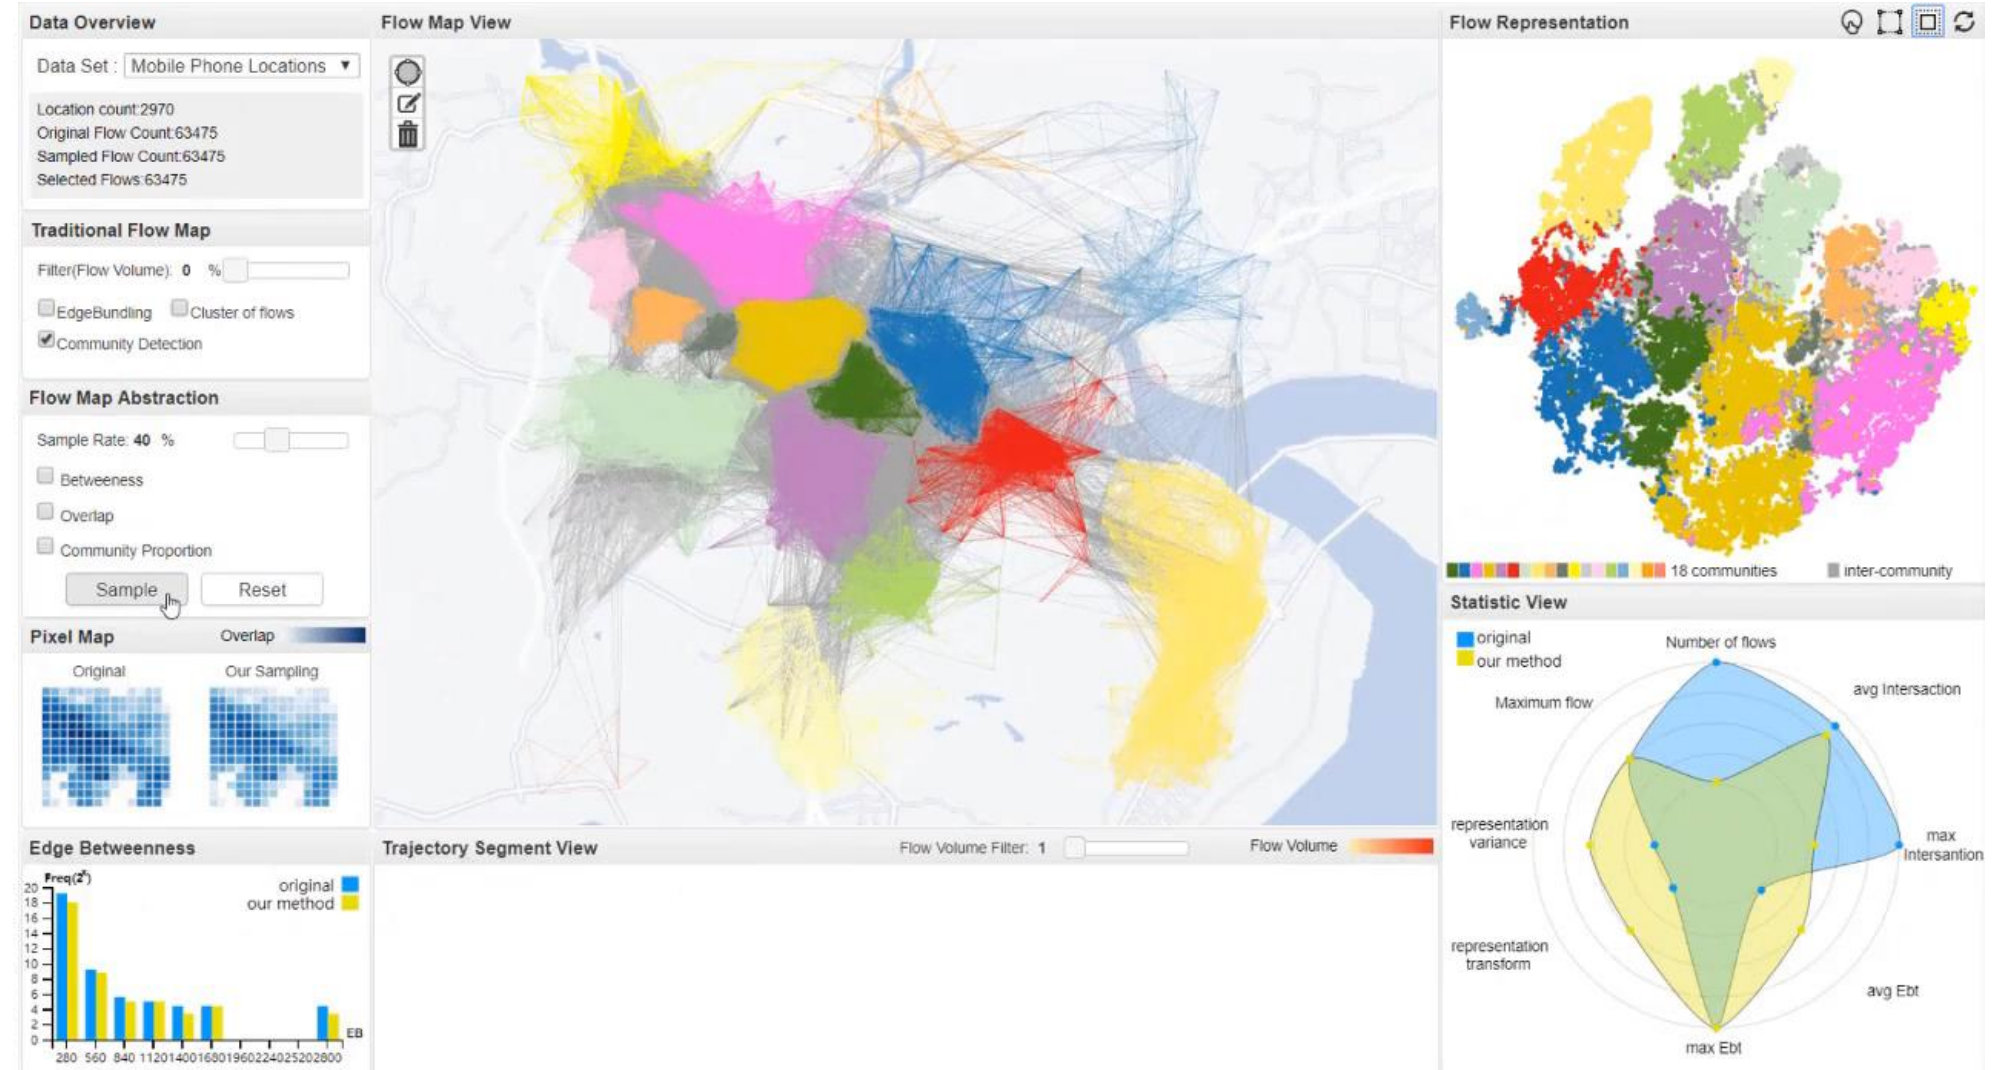 Data Overview
Data Set : Mobile Phone Locations ▼
Location count:2970
Original Flow Count:63475
Sampled Flow Count:63475
Selected Flows:63475
Traditional Flow Map
Filter(Flow Volume): 0 %
EdgeBundling Cluster of flows
Community Detection
Flow Map Abstraction
Sample Rate: 40 %
Betweeness
Overlap
Community Proportion
Sample Reset
Pixel Map Overlap
Original Our Sampling
Edge Betweenness
Freq(2^x)
original
our method
20
18
16
14
12
10
8
6
4
2
0
EB
280 560 840 1120 1400 1680 1960 2240 2520 2800
Flow Map View
Trajectory Segment View Flow Volume Filter: 1 Flow Volume
Flow Representation
18 communities inter-community
Statistic View
original
our method
Number of flows
avg Intersaction
Maximum flow
representation
variance
max
Intersantion
representation
transform
avg Ebt
max Ebt